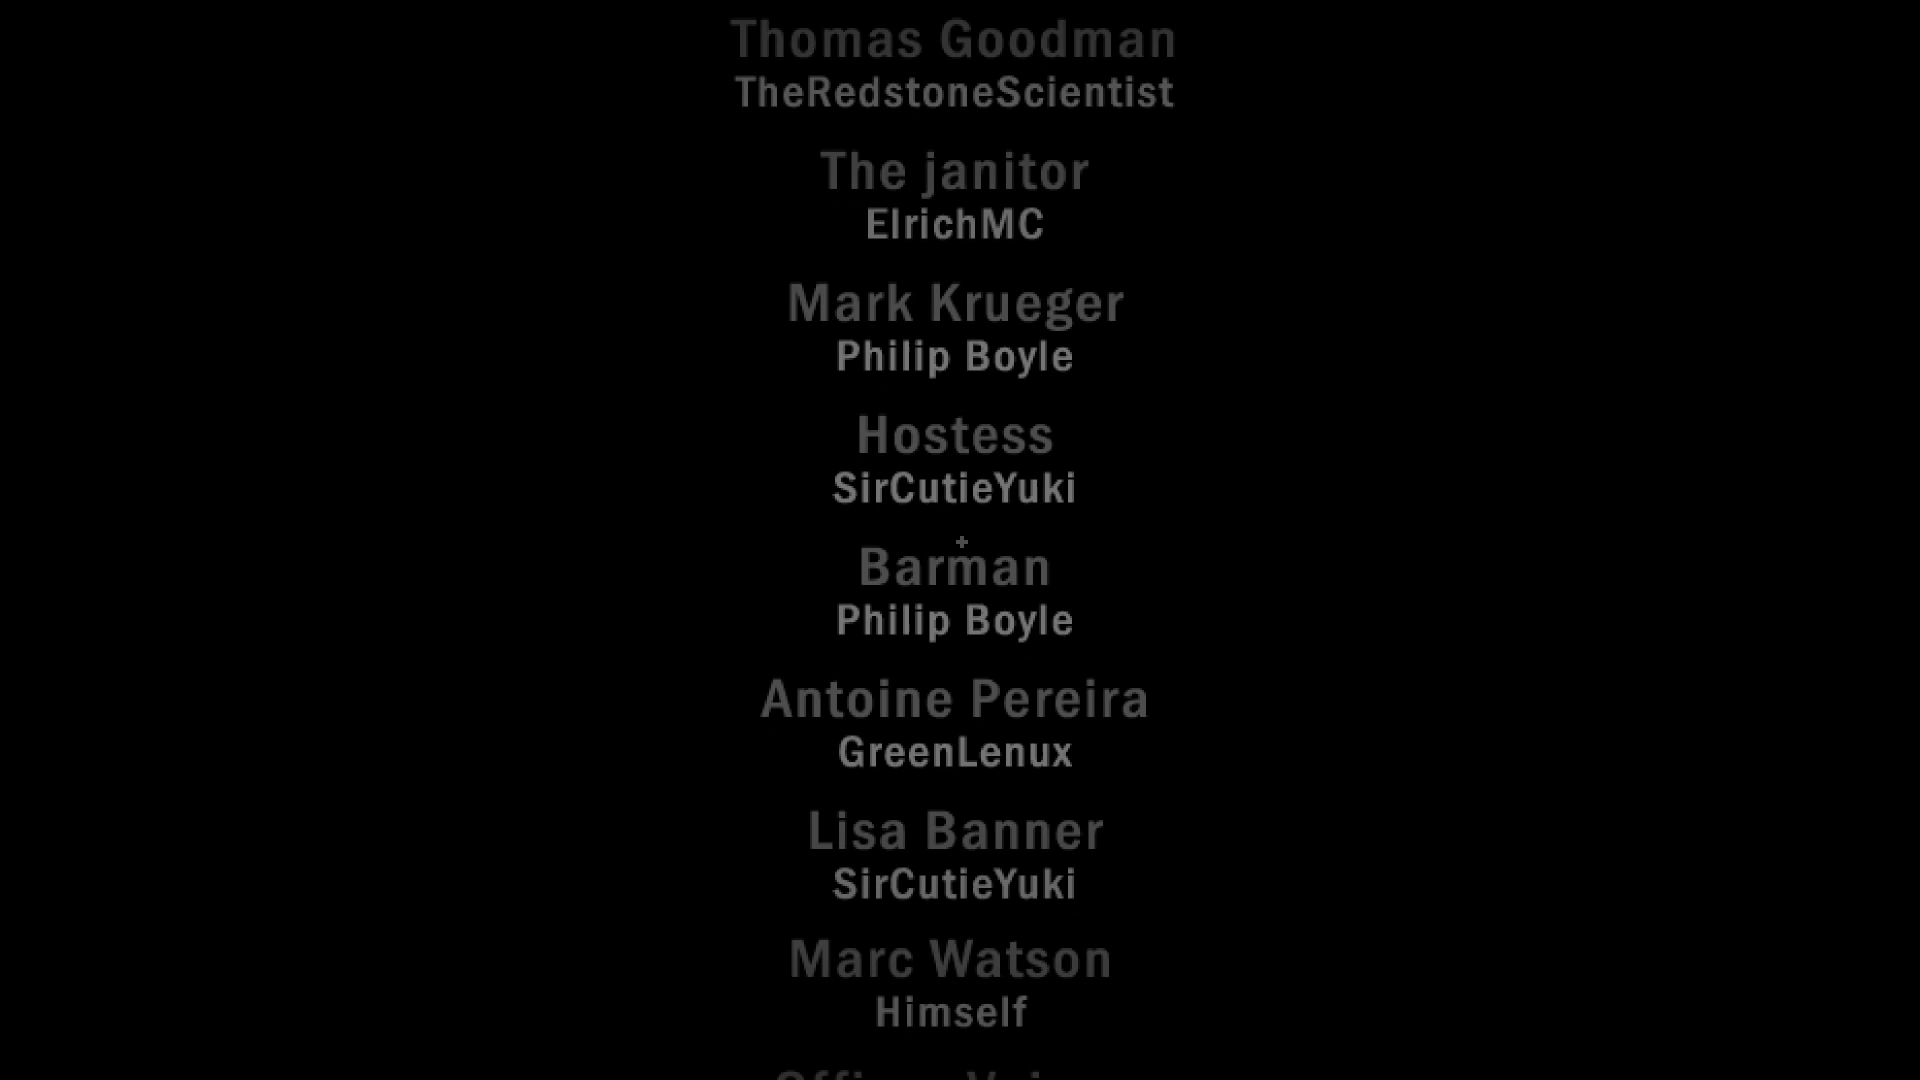 Thomas Goodman
TheRedstoneScientist
The janitor
ElrichMC
Mark Krueger
Philip Boyle
Hostess
SirCutieYuki
Barman
Philip Boyle
Antoine Pereira
GreenLenux
Lisa Banner
SirCutieYuki
Marc Watson
Himself